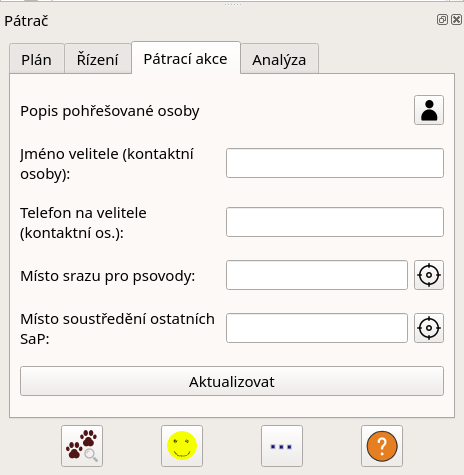 Pátrač
Plán
Řízení
Pátrací akce
Analýza
Popis pohřešované osoby
Jméno velitele (kontaktní
osoby):
Telefon na velitele
(kontaktní os.):
Místo srazu pro psovody:
Místo soustředění ostatních
SaP:
Aktualizovat
?